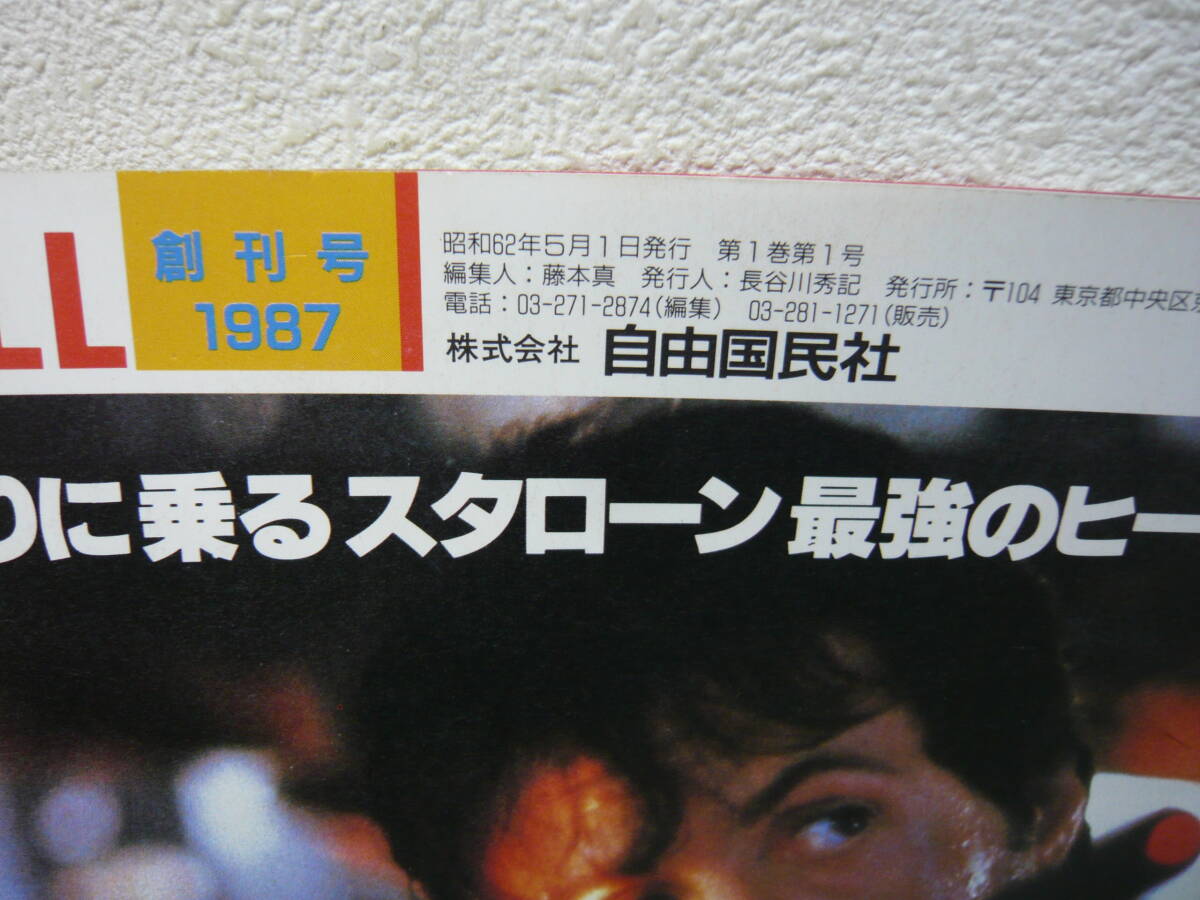 LL
創刊号
1987
昭和62年5月1日発行 第1巻第1号
編集人：藤本真 発行人：長谷川秀記 発行所：〒104 東京都中央区
電話：03-271-2874(編集) 03-281-1271(販売)
株式会社 自由国民社
に乗るスタローン最強のヒー